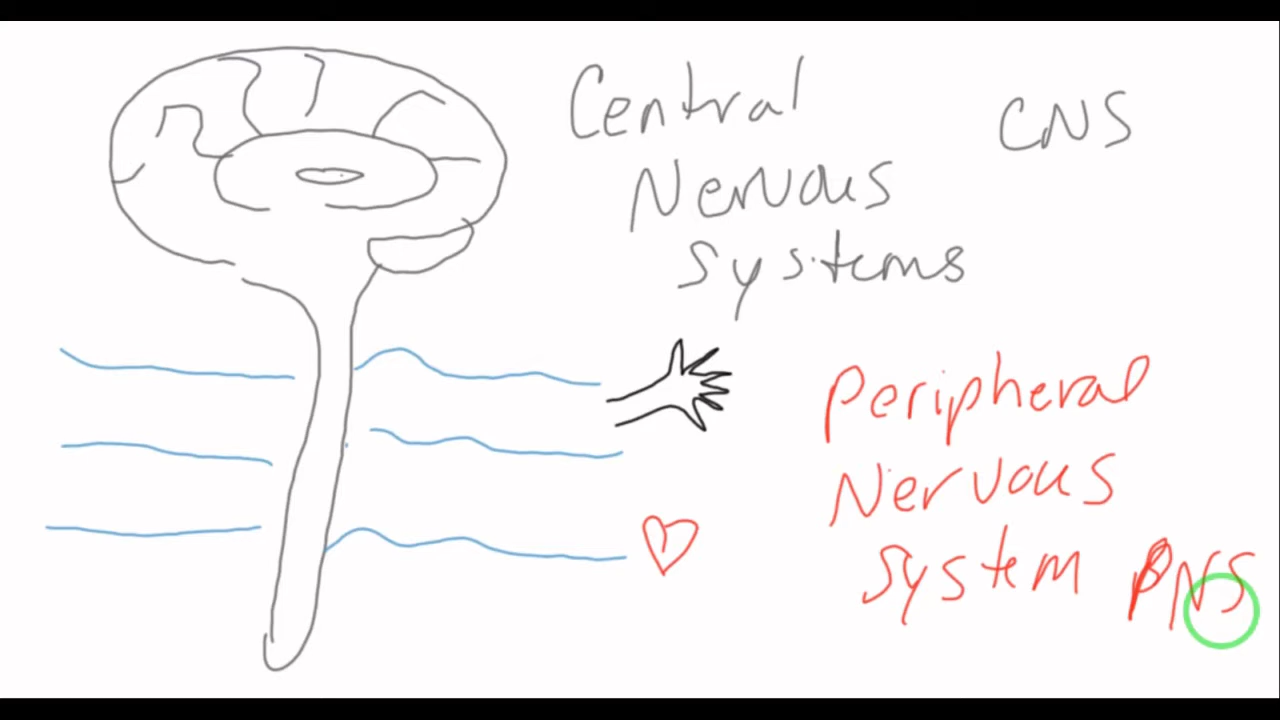 Central
CNS
Nervous
Systems
Peripheral
Nervous
System PNS